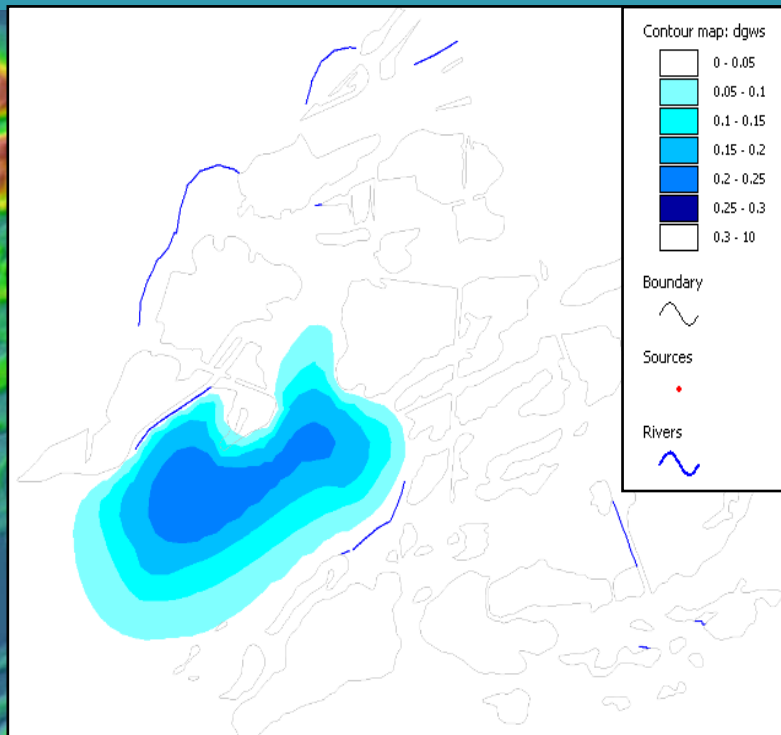 Contour map: dgws
0 - 0.05
0.05 - 0.1
0.1 - 0.15
0.15 - 0.2
0.2 - 0.25
0.25 - 0.3
0.3 - 10
Boundary
Sources
Rivers